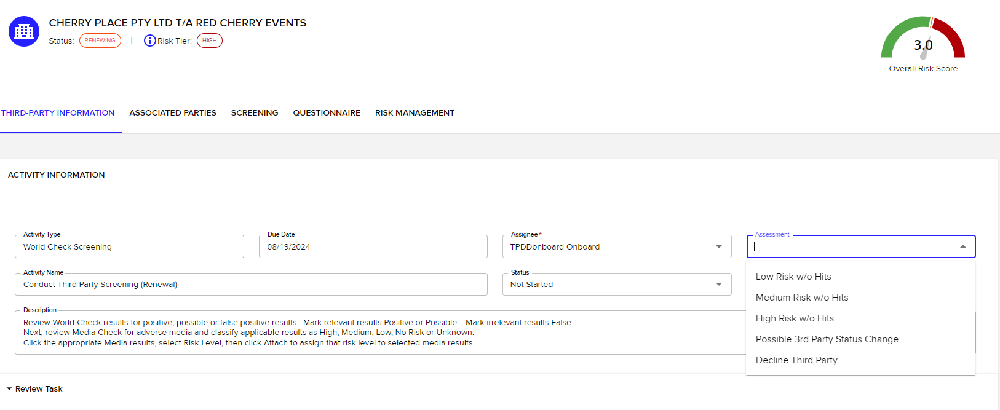 CHERRY PLACE PTY LTD T/A RED CHERRY EVENTS
Status: RENEWING | Risk Tier: HIGH
3.0
Overall Risk Score
THIRD-PARTY INFORMATION ASSOCIATED PARTIES SCREENING QUESTIONNAIRE RISK MANAGEMENT
ACTIVITY INFORMATION
Activity Type
World Check Screening
Due Date
08/19/2024
Assignee*
TPDDonboard Onboard
Assessment
Activity Name
Conduct Third Party Screening (Renewal)
Status
Not Started
Low Risk w/o Hits
Medium Risk w/o Hits
High Risk w/o Hits
Possible 3rd Party Status Change
Decline Third Party
Description
Review World-Check results for positive, possible or false positive results.  Mark relevant results Positive or Possible.   Mark irrelevant results False.
Next, review Media Check for adverse media and classify applicable results as High, Medium, Low, No Risk or Unknown.
Click the appropriate Media results, select Risk Level, then click Attach to assign that risk level to selected media results.
Review Task